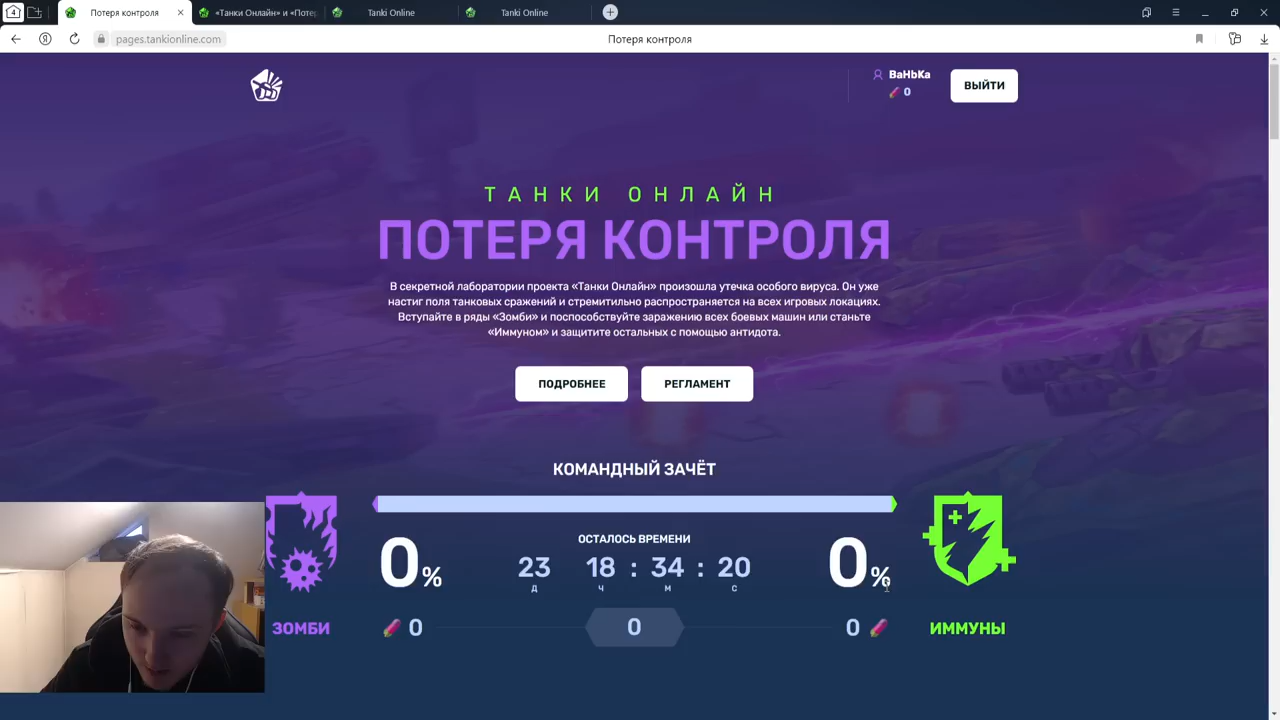 4
Потеря контроля
«Танки Онлайн» и «Поте
Tanki Online
Tanki Online
pages.tankionline.com
Потеря контроля
BaHbKa
0
ВЫЙТИ
ТАНКИ ОНЛАЙН
ПОТЕРЯ КОНТРОЛЯ
В секретной лаборатории проекта «Танки Онлайн» произошла утечка особого вируса. Он уже
настиг поля танковых сражений и стремительно распространяется на всех игровых локациях.
Вступайте в ряды «Зомби» и поспособствуйте заражению всех боевых машин или станьте
«Иммуном» и защитите остальных с помощью антидота.
ПОДРОБНЕЕ
РЕГЛАМЕНТ
КОМАНДНЫЙ ЗАЧЁТ
ОСТАЛОСЬ ВРЕМЕНИ
0%
23 18 : 34 : 20
0%
д ч м с
ЗОМБИ
0
0
0
ИММУНЫ